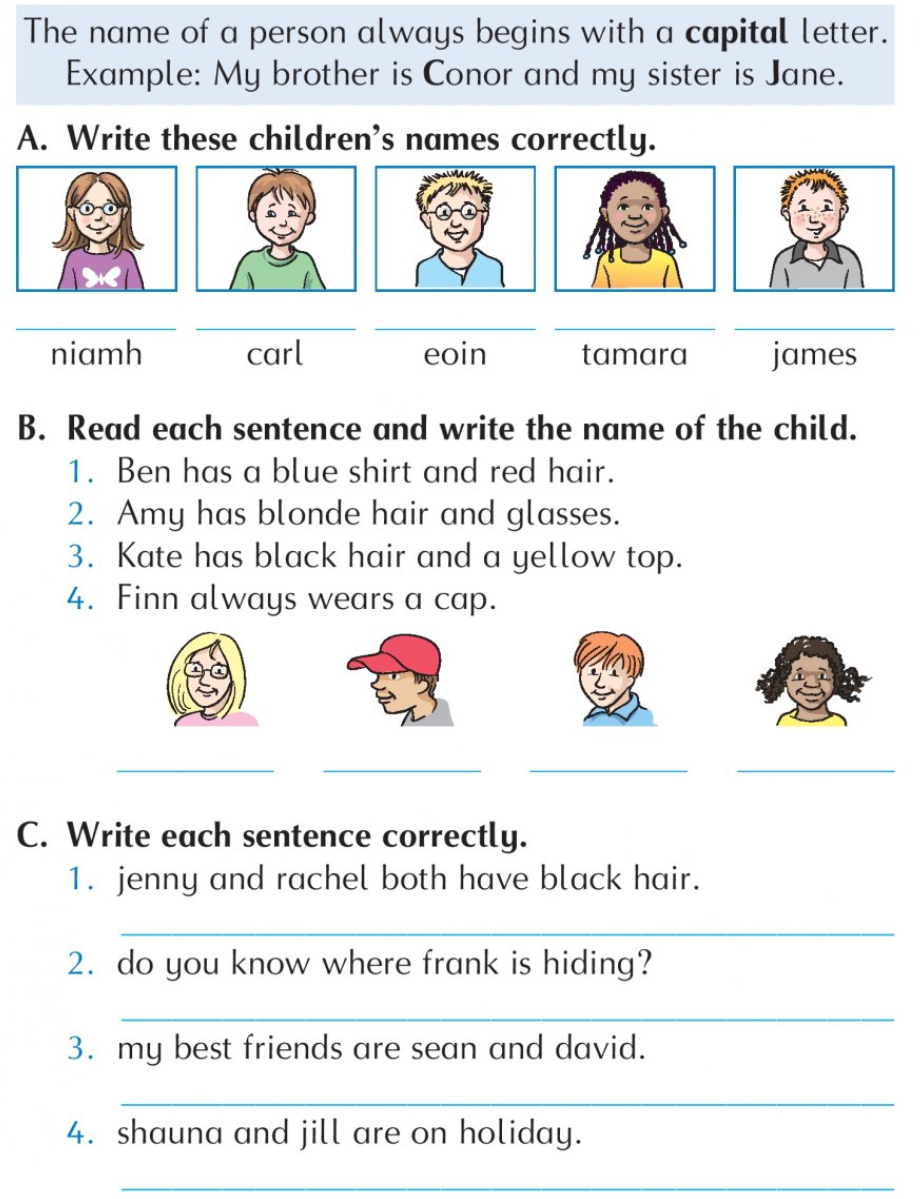 The name of a person always begins with a capital letter.
Example: My brother is Conor and my sister is Jane.
A. Write these children's names correctly.
niamh carl eoin tamara james
B. Read each sentence and write the name of the child.
1. Ben has a blue shirt and red hair.
2. Amy has blonde hair and glasses.
3. Kate has black hair and a yellow top.
4. Finn always wears a cap.
C. Write each sentence correctly.
1. jenny and rachel both have black hair.
2. do you know where frank is hiding?
3. my best friends are sean and david.
4. shauna and jill are on holiday.